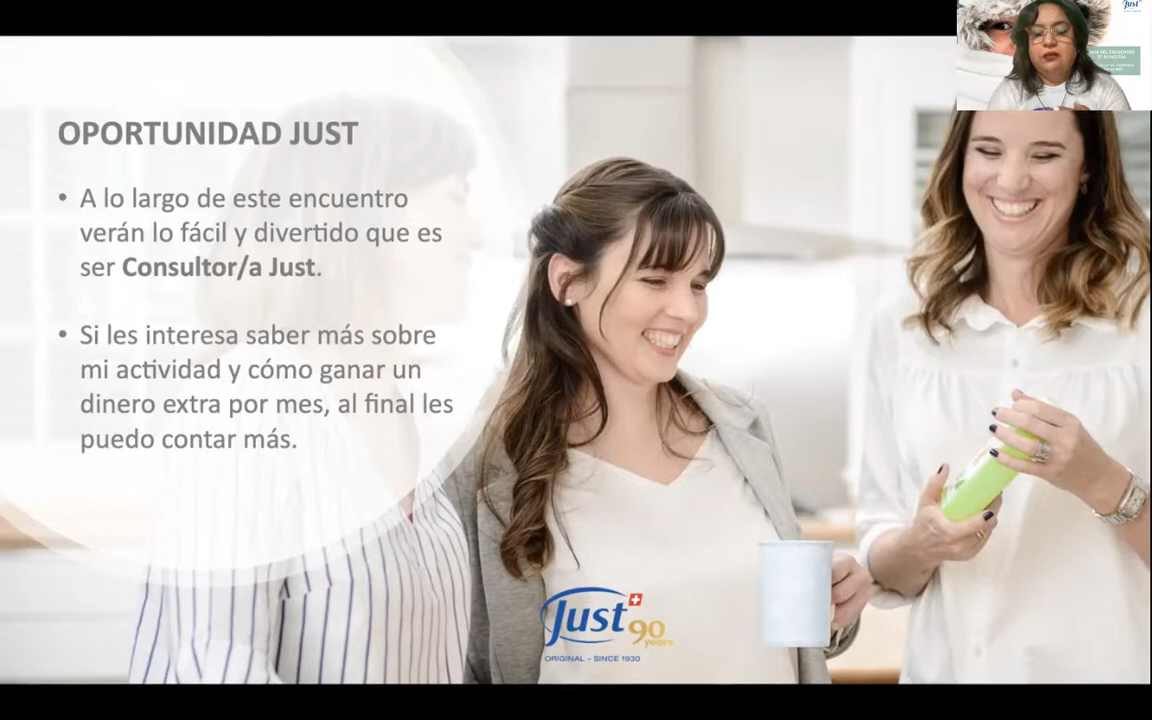 Just
OPORTUNIDAD JUST
• A lo largo de este encuentro
verán lo fácil y divertido que es
ser Consultor/a Just.
• Si les interesa saber más sobre
mi actividad y cómo ganar un
dinero extra por mes, al final les
puedo contar más.
Just
90
years
ORIGINAL - SINCE 1930